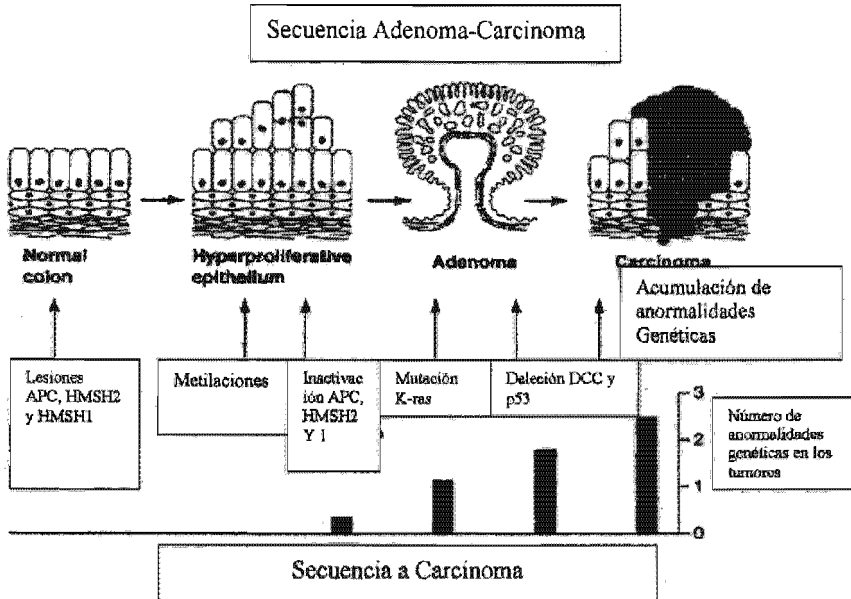 Secuencia Adenoma-Carcinoma
Normal
colon
Hyperproliferative
epithelium
Adenoma
Carcinoma
Acumulación de
anormalidades
Genéticas
Lesiones
APC, HMSH2
y HMSH1
Metilaciones
Inactivac
ión APC,
HMSH2
Y 1
Mutación
K-ras
Deleción DCC y
p53
3
2
1
0
Número de
anormalidades
genéticas en los
tumores
Secuencia a Carcinoma